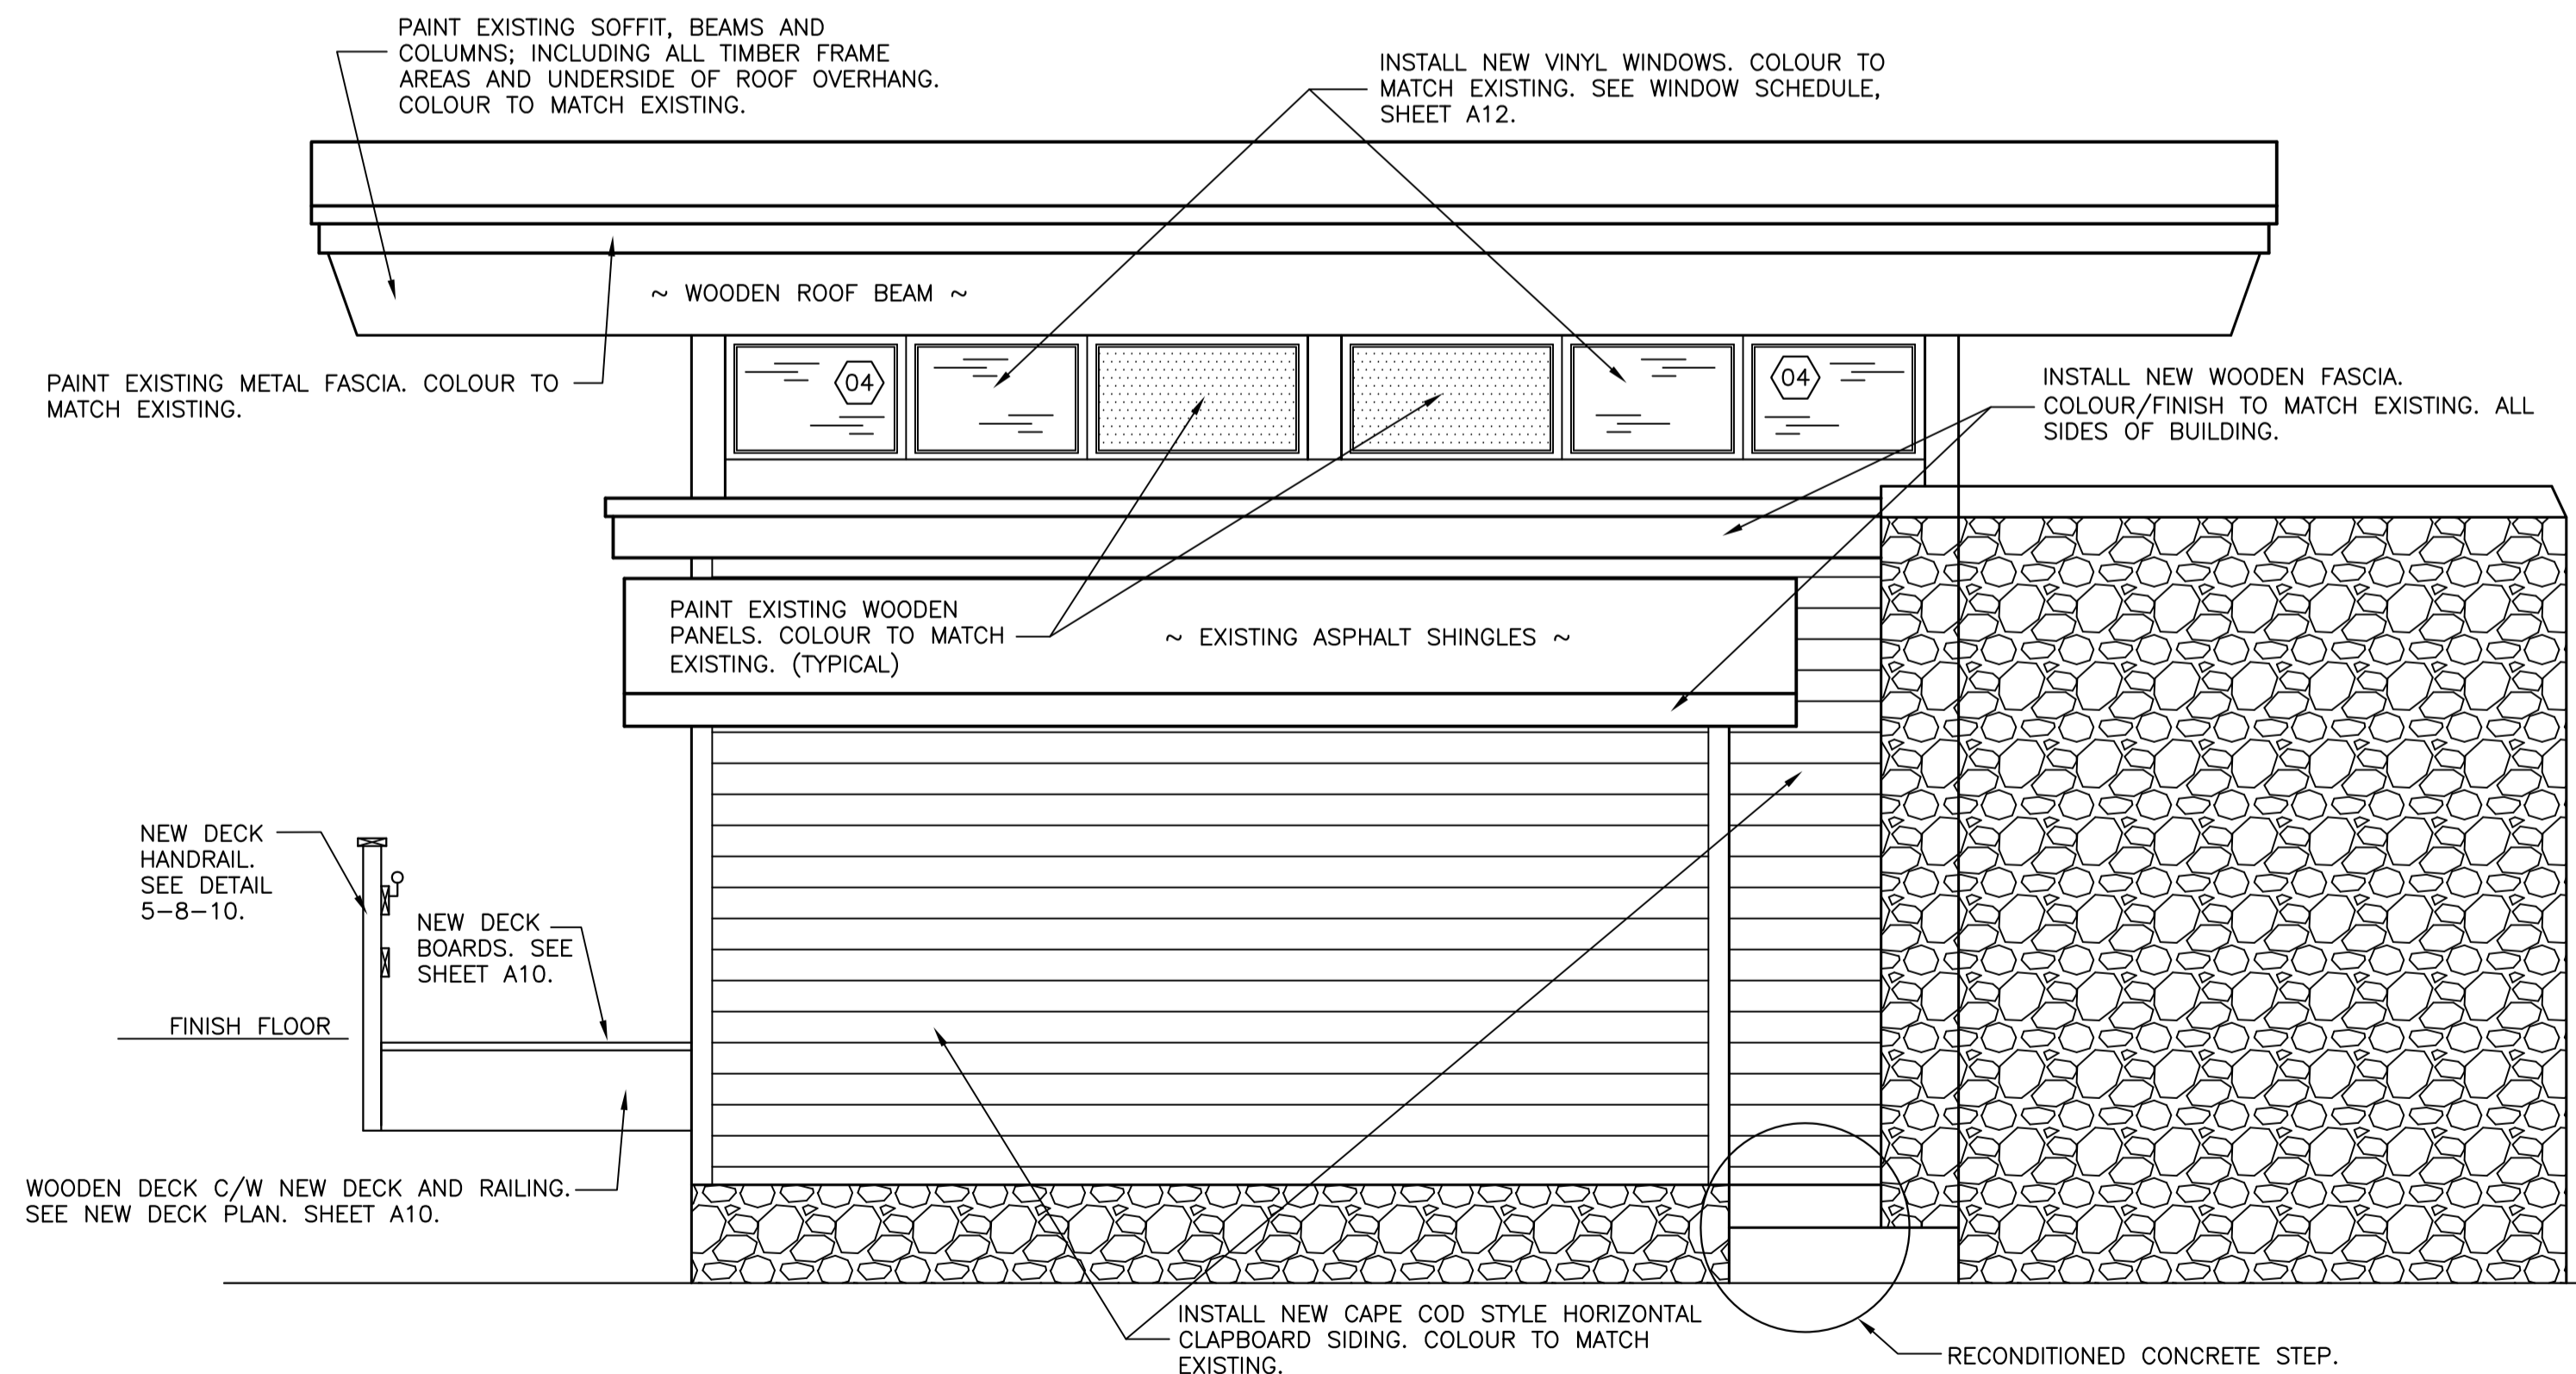 PAINT EXISTING SOFFIT, BEAMS AND
COLUMNS; INCLUDING ALL TIMBER FRAME
AREAS AND UNDERSIDE OF ROOF OVERHANG.
COLOUR TO MATCH EXISTING.
INSTALL NEW VINYL WINDOWS. COLOUR TO
MATCH EXISTING. SEE WINDOW SCHEDULE,
SHEET A12.
~ WOODEN ROOF BEAM ~
PAINT EXISTING METAL FASCIA. COLOUR TO
MATCH EXISTING.
04
04
INSTALL NEW WOODEN FASCIA.
COLOUR/FINISH TO MATCH EXISTING. ALL
SIDES OF BUILDING.
PAINT EXISTING WOODEN
PANELS. COLOUR TO MATCH
EXISTING. (TYPICAL)
~ EXISTING ASPHALT SHINGLES ~
NEW DECK
HANDRAIL.
SEE DETAIL
5-8-10.
NEW DECK
BOARDS. SEE
SHEET A10.
FINISH FLOOR
WOODEN DECK C/W NEW DECK AND RAILING.
SEE NEW DECK PLAN. SHEET A10.
INSTALL NEW CAPE COD STYLE HORIZONTAL
CLAPBOARD SIDING. COLOUR TO MATCH
EXISTING.
RECONDITIONED CONCRETE STEP.